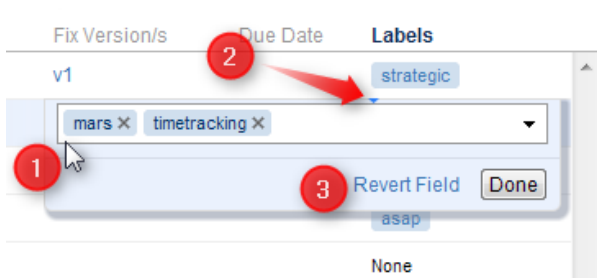 Fix Version/s Due Date Labels
2
v1 strategic
mars × timetracking ×
1
3 Revert Field Done
asap
None